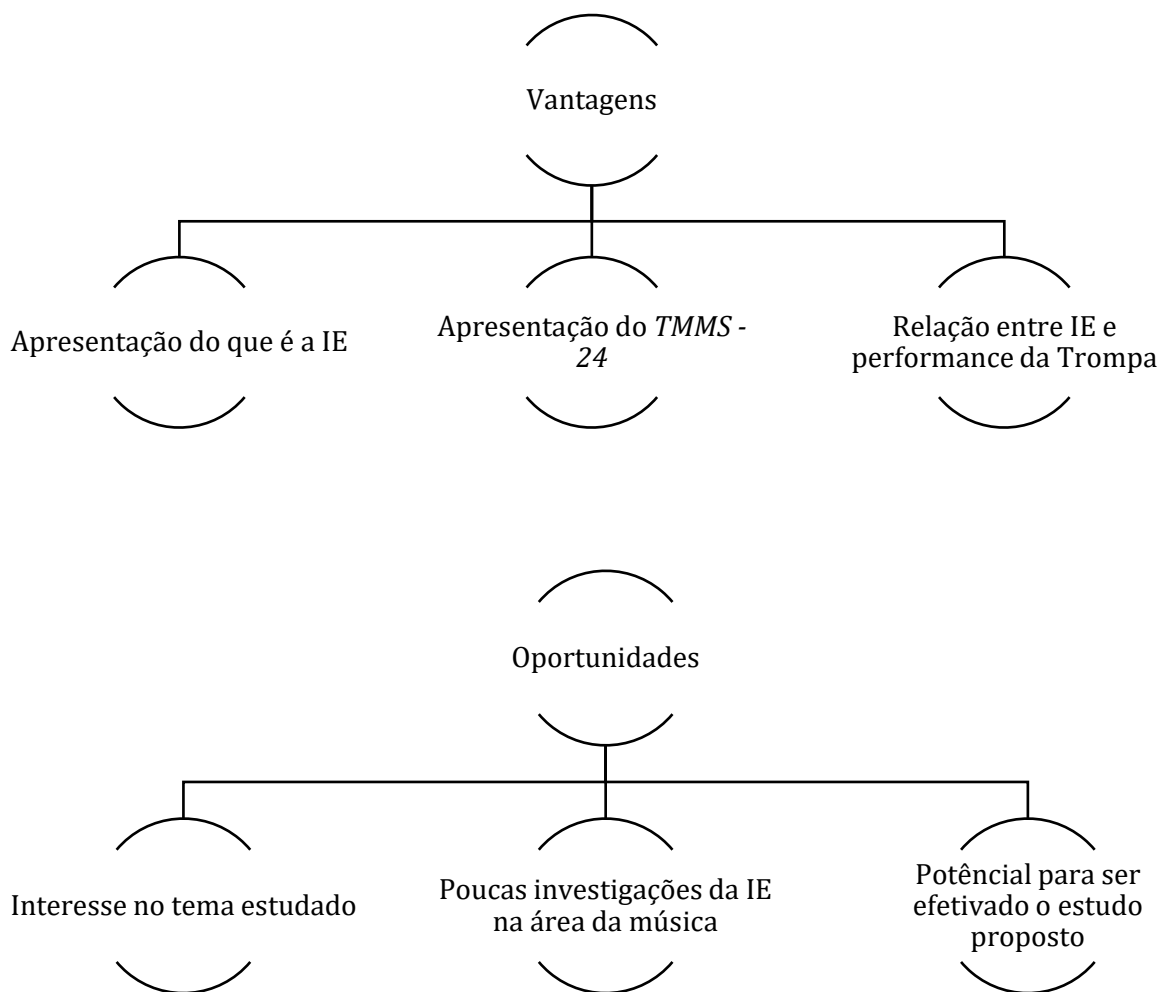 Vantagens
Apresentação do que é a IE
Apresentação do TMMS -
24
Relação entre IE e
performance da Trompa
Oportunidades
Interesse no tema estudado
Poucas investigações da IE
na área da música
Potêncial para ser
efetivado o estudo
proposto